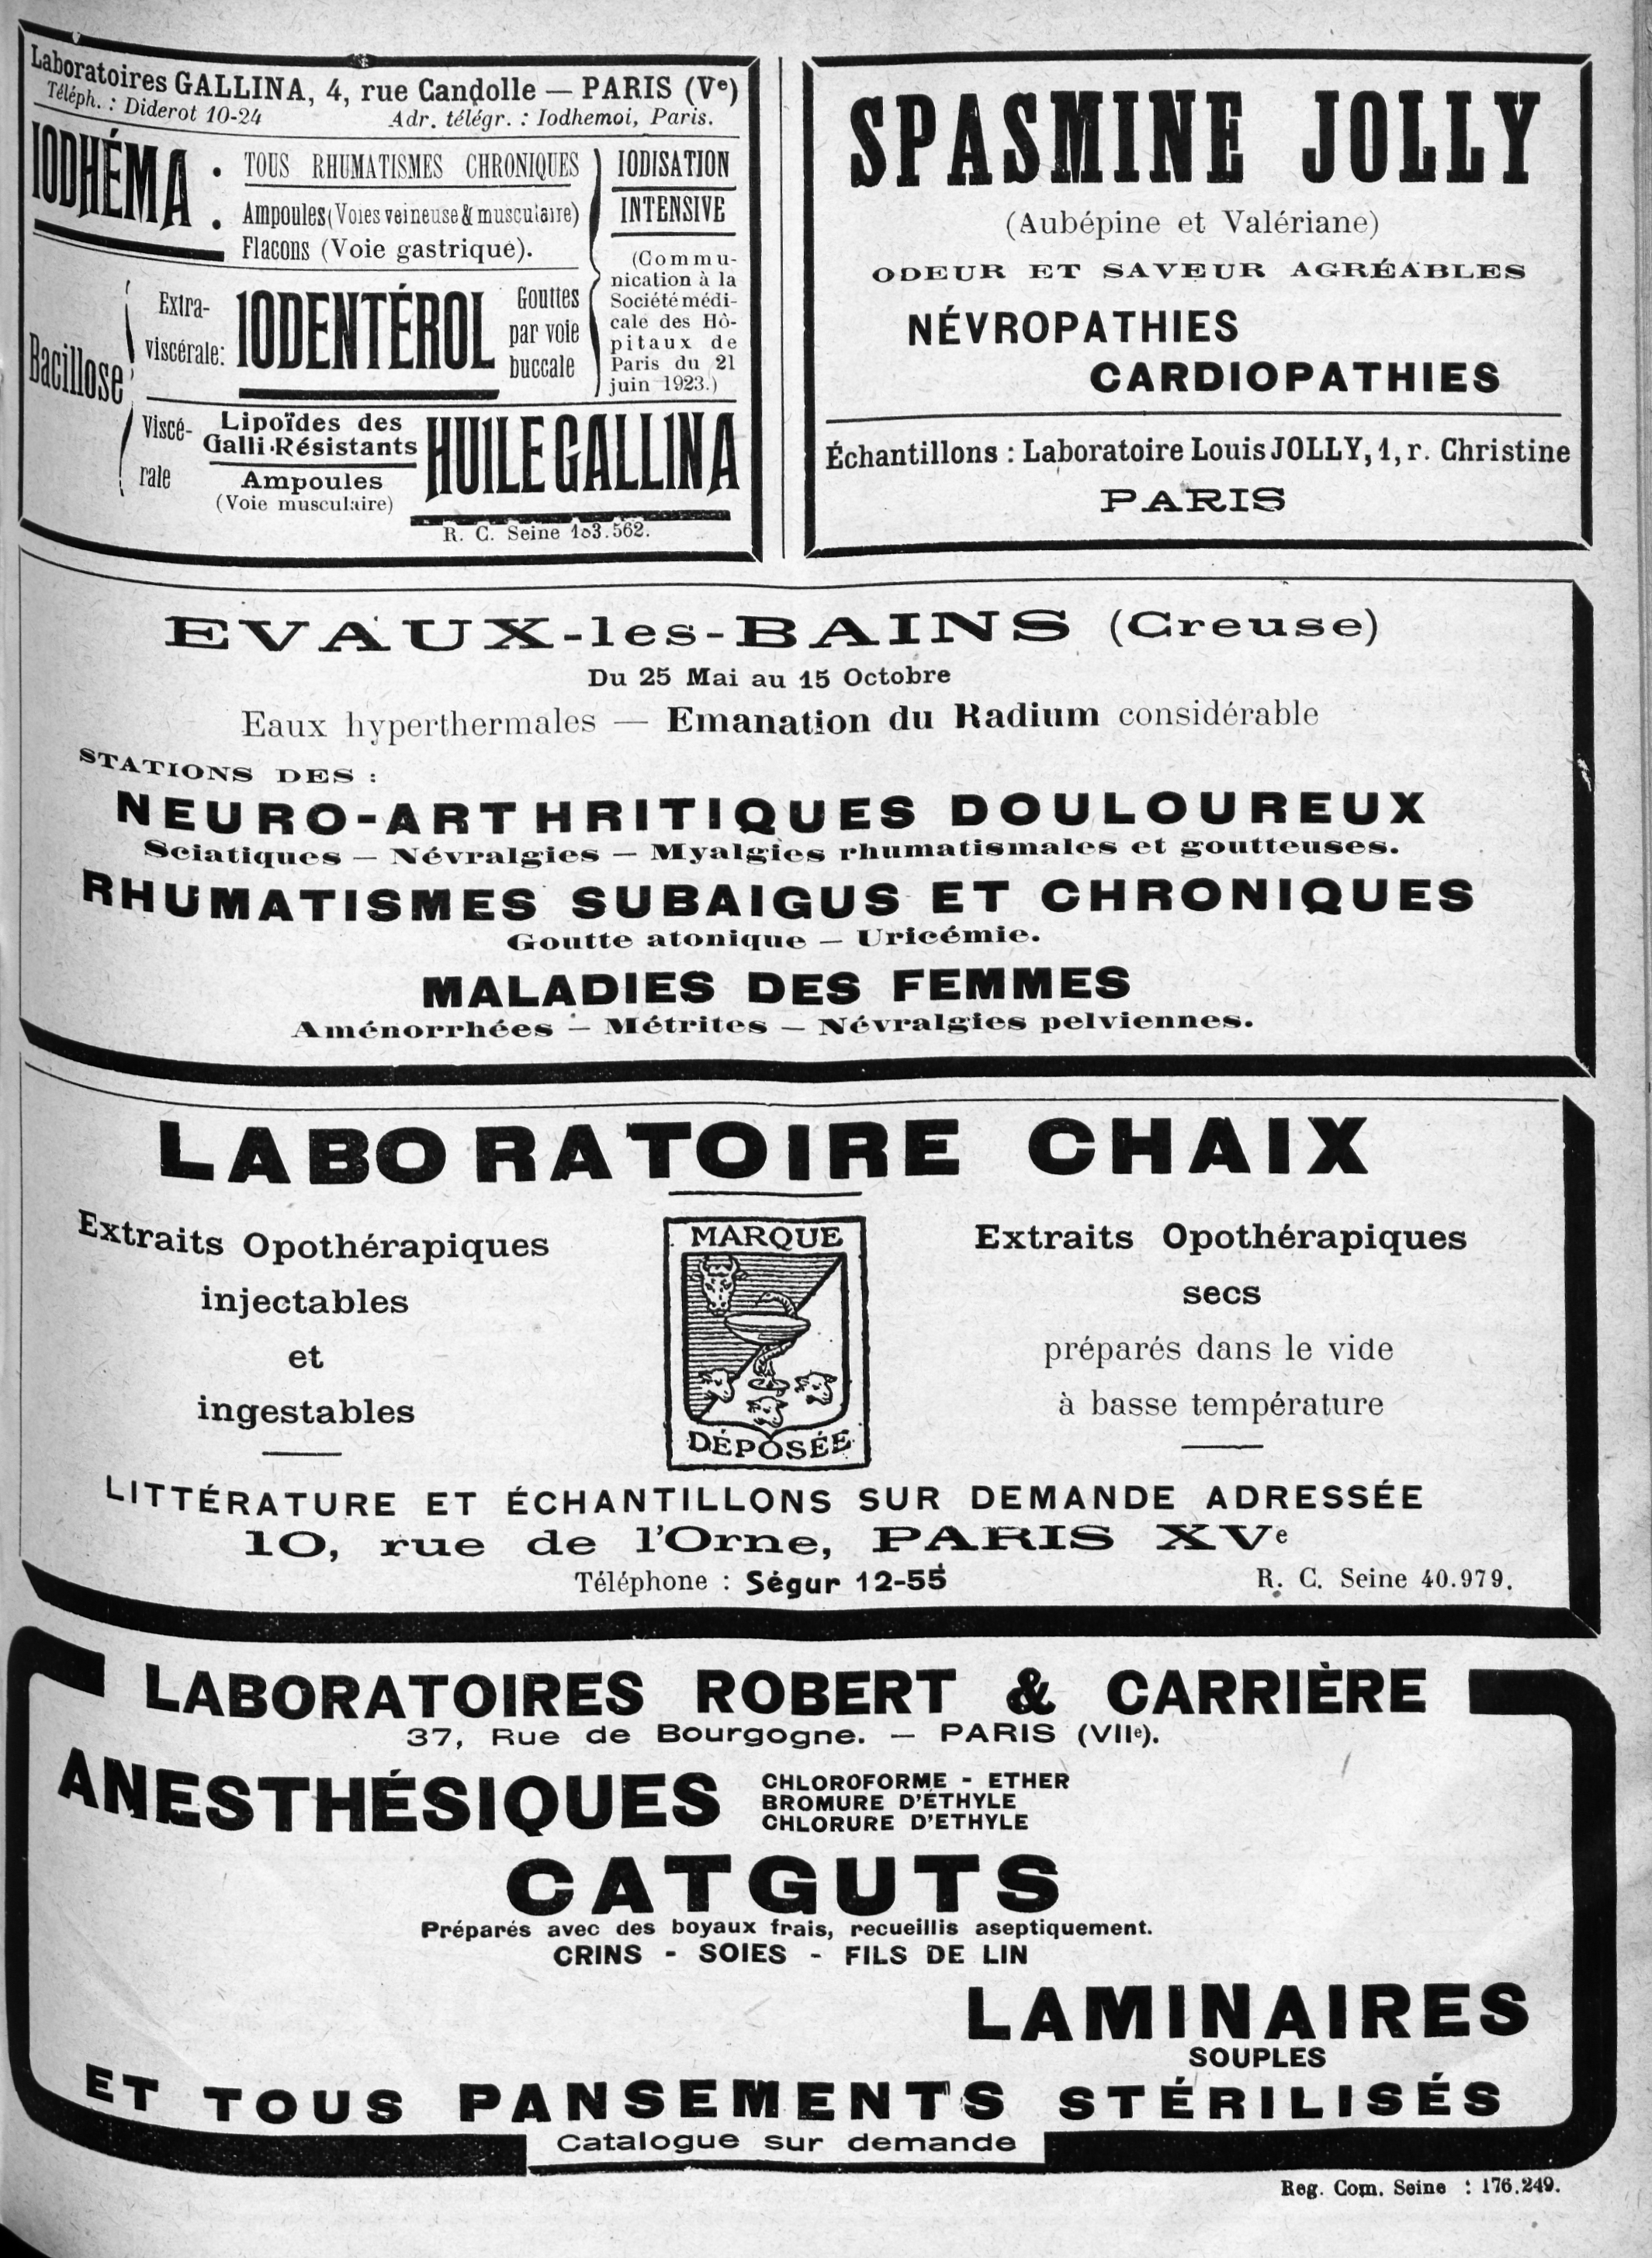 Laboratoires GALLINA, 4, rue Candolle — PARIS (Ve)
Téléph. : Diderot 10-24 Adr. télégr. : Iodhemoi, Paris.
IODHÉMA :
TOUS RHUMATISMES CHRONIQUES
Ampoules (Voies veineuse & musculaire)
Flacons (Voie gastrique).
IODISATION
INTENSIVE
(Commu-
nication à la
Société médi-
cale des Hô-
pitaux de
Paris du 21
juin 1923.)
Bacillose
Extra-
viscérale:
IODENTÉROL
Gouttes
par voie
buccale
Viscé-
rale
Lipoïdes des
Galli-Résistants
Ampoules
(Voie musculaire)
HUILE GALLINA
R. C. Seine 103.562.
SPASMINE JOLLY
(Aubépine et Valériane)
ODEUR ET SAVEUR AGRÉABLES
NÉVROPATHIES
CARDIOPATHIES
Échantillons : Laboratoire Louis JOLLY, 1, r. Christine
PARIS
EVAUX-les-BAINS (Creuse)
Du 25 Mai au 15 Octobre
Eaux hyperthermales — Emanation du Radium considérable
STATIONS DES :
NEURO-ARTHRITIQUES DOULOUREUX
Sciatiques — Névralgies — Myalgies rhumatismales et goutteuses.
RHUMATISMES SUBAIGUS ET CHRONIQUES
Goutte atonique — Uricémie.
MALADIES DES FEMMES
Aménorrhées — Métrites — Névralgies pelviennes.
LABORATOIRE CHAIX
Extraits Opothérapiques
injectables
et
ingestables
MARQUE
DÉPOSÉE
Extraits Opothérapiques
secs
préparés dans le vide
à basse température
LITTÉRATURE ET ÉCHANTILLONS SUR DEMANDE ADRESSÉE
10, rue de l'Orne, PARIS XVe
Téléphone : Ségur 12-55 R. C. Seine 40.979.
LABORATOIRES ROBERT & CARRIÈRE
37, Rue de Bourgogne. — PARIS (VIIe).
ANESTHÉSIQUES
CHLOROFORME - ETHER
BROMURE D'ÉTHYLE
CHLORURE D'ETHYLE
CATGUTS
Préparés avec des boyaux frais, recueillis aseptiquement.
CRINS - SOIES - FILS DE LIN
LAMINAIRES
SOUPLES
ET TOUS PANSEMENTS STÉRILISÉS
Catalogue sur demande
Reg. Com. Seine : 176.249.